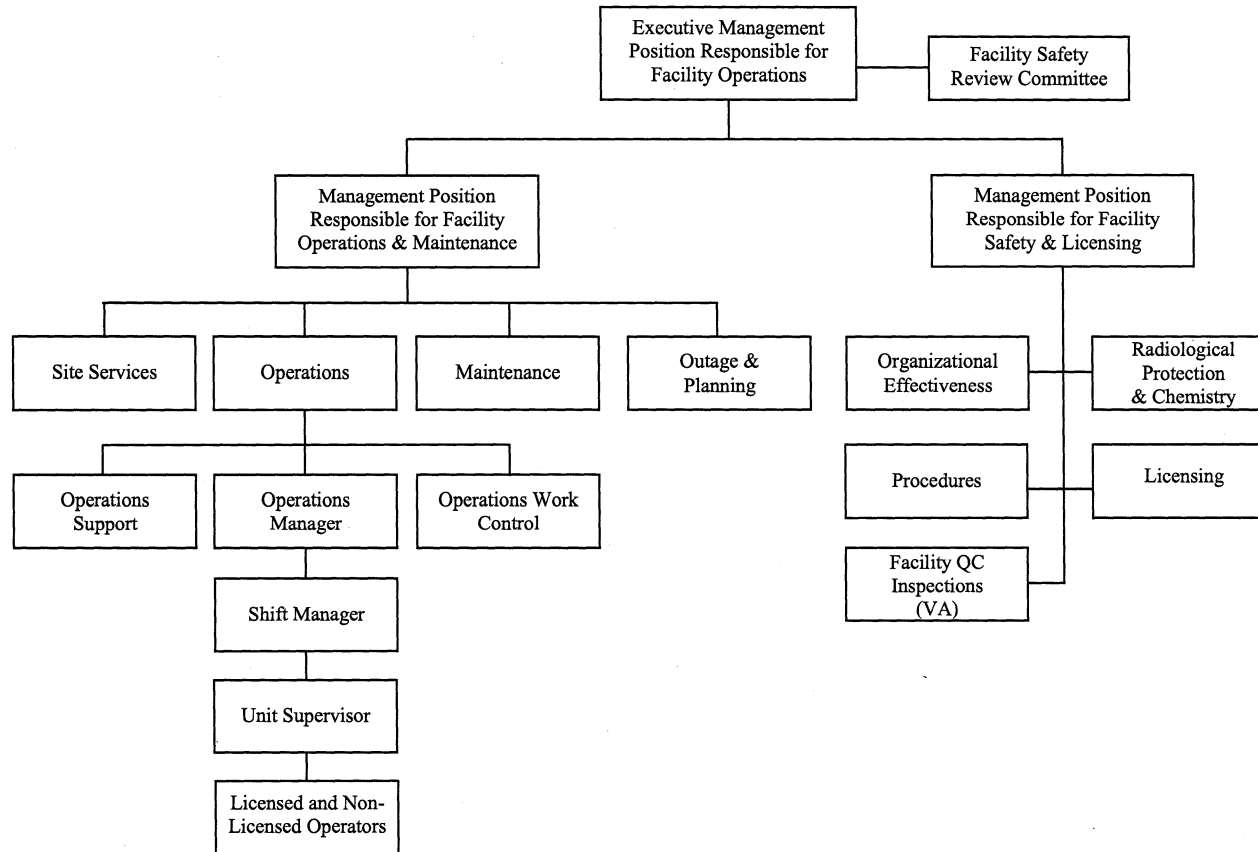 Executive Management
Position Responsible for
Facility Operations
Facility Safety
Review Committee
Management Position
Responsible for Facility
Operations & Maintenance
Management Position
Responsible for Facility
Safety & Licensing
Site Services
Operations
Maintenance
Outage &
Planning
Organizational
Effectiveness
Radiological
Protection
& Chemistry
Operations
Support
Operations
Manager
Operations Work
Control
Procedures
Licensing
Facility QC
Inspections
(VA)
Shift Manager
Unit Supervisor
Licensed and Non-
Licensed Operators